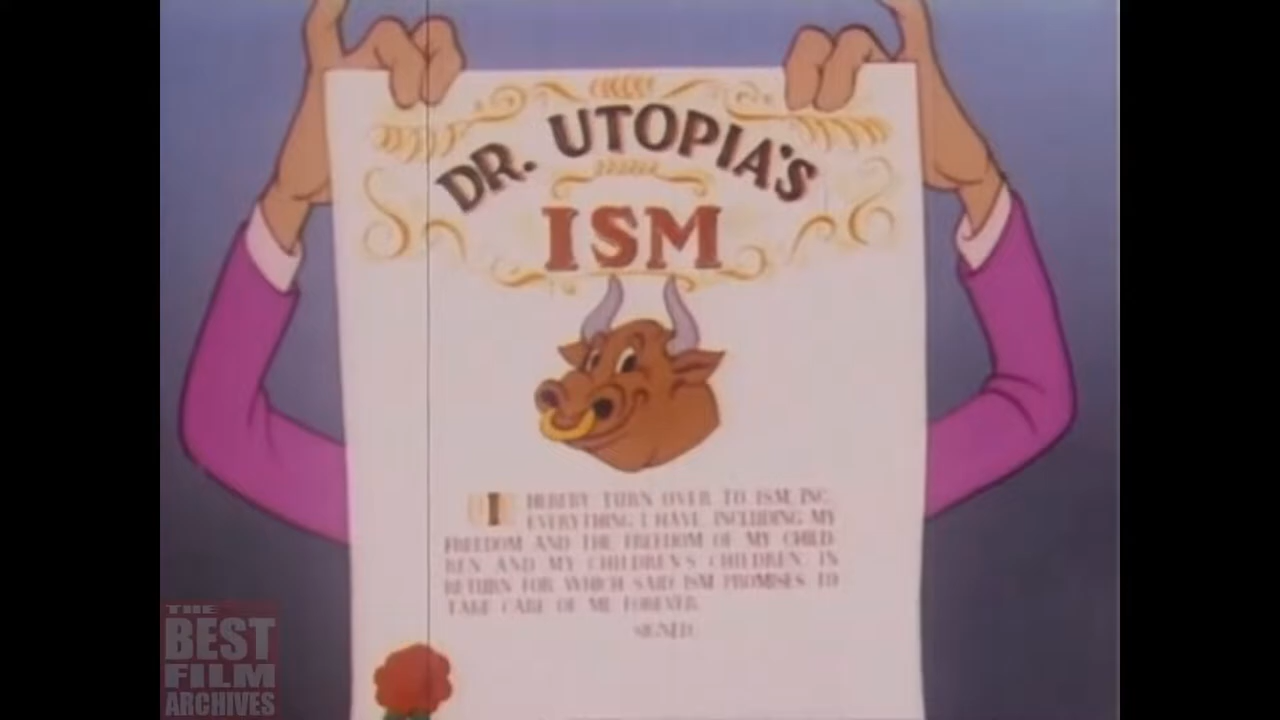 DR. UTOPIA'S
ISM
I HEREBY TURN OVER TO ISM, INC.
EVERYTHING I HAVE, INCLUDING MY
FREEDOM AND THE FREEDOM OF MY CHILD-
REN AND MY CHILDREN'S CHILDREN, IN
RETURN FOR WHICH SAID ISM PROMISES TO
TAKE CARE OF ME FOREVER.
SIGNED:
THE
BEST
FILM
ARCHIVES